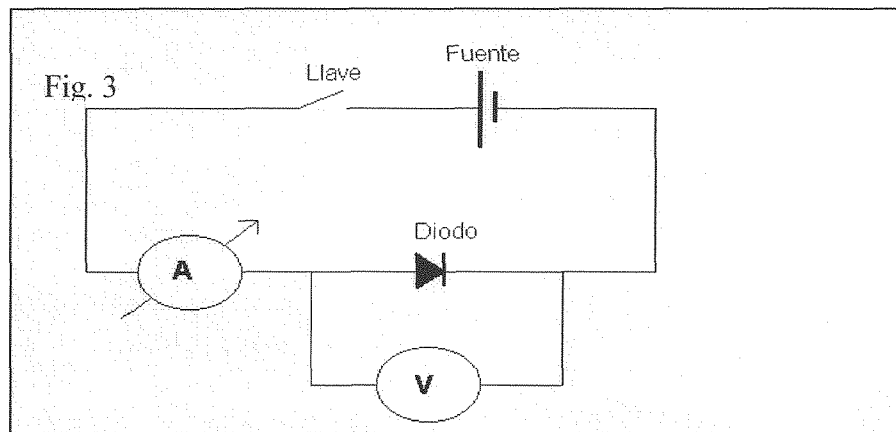 Fuente
Llave
Fig. 3
Diodo
A
V